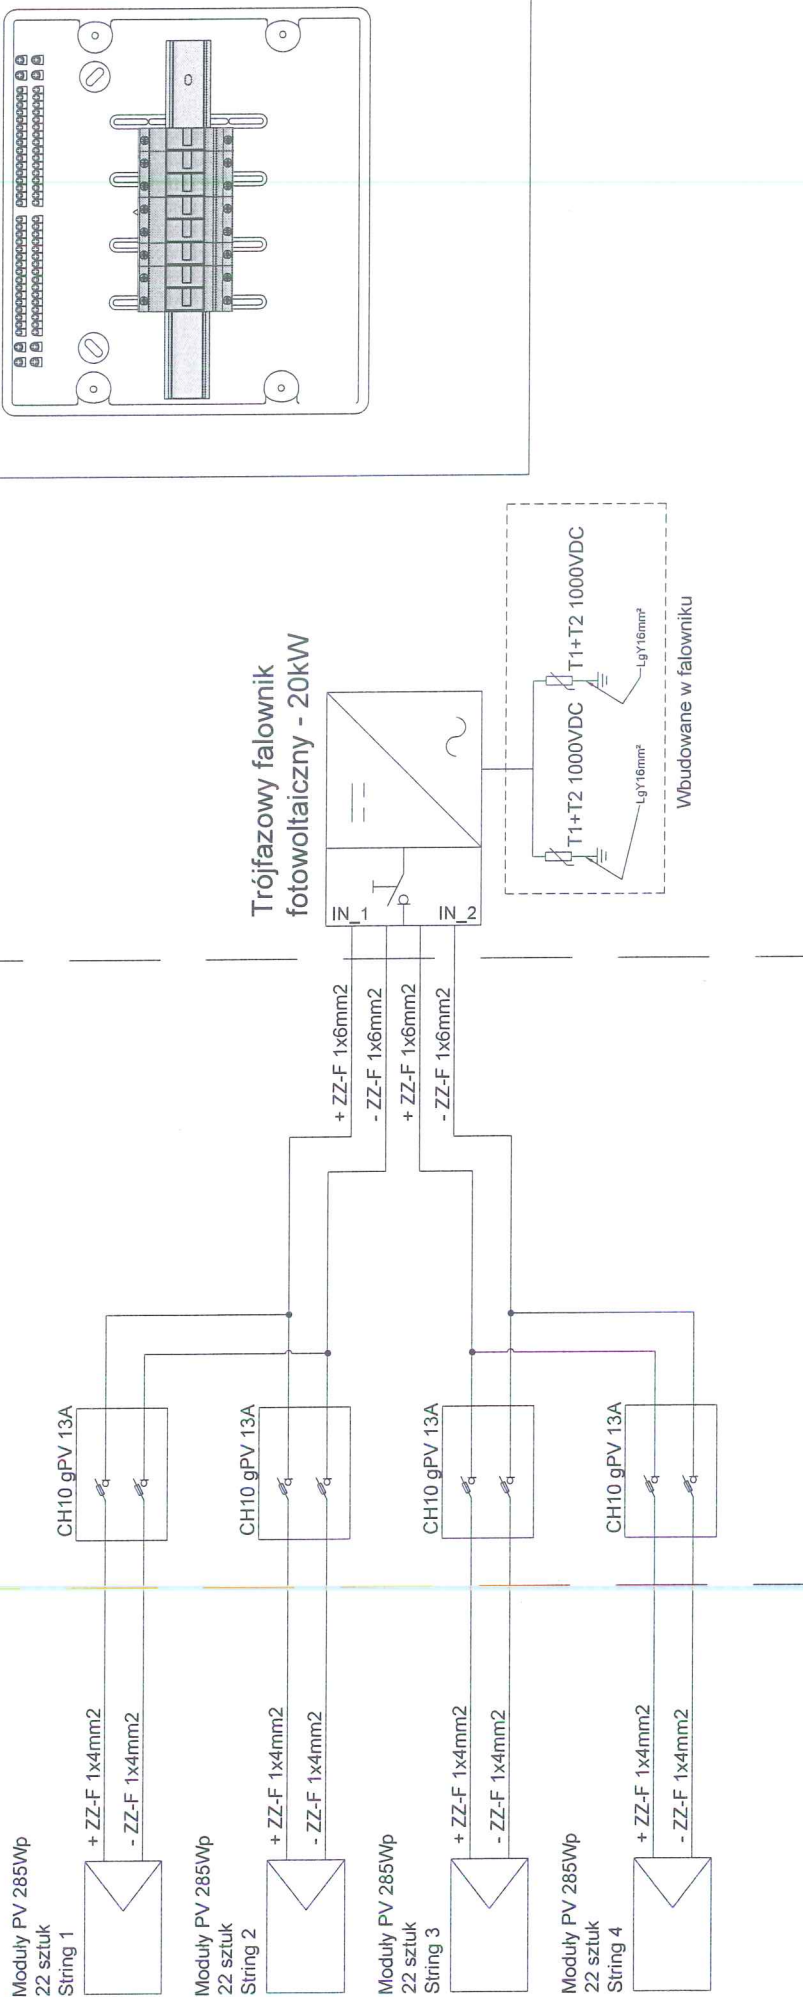 Moduły PV 285Wp
22 sztuk
String 1
+ ZZ-F 1x4mm2
- ZZ-F 1x4mm2
CH10 gPV 13A
Moduły PV 285Wp
22 sztuk
String 2
+ ZZ-F 1x4mm2
- ZZ-F 1x4mm2
CH10 gPV 13A
Moduły PV 285Wp
22 sztuk
String 3
+ ZZ-F 1x4mm2
- ZZ-F 1x4mm2
CH10 gPV 13A
Moduły PV 285Wp
22 sztuk
String 4
+ ZZ-F 1x4mm2
- ZZ-F 1x4mm2
CH10 gPV 13A
+ ZZ-F 1x6mm2
- ZZ-F 1x6mm2
+ ZZ-F 1x6mm2
- ZZ-F 1x6mm2
Trójfazowy falownik
fotowoltaiczny - 20kW
IN_1
IN_2
T1+T2 1000VDC
T1+T2 1000VDC
LgY16mm²
LgY16mm²
Wbudowane w falowniku